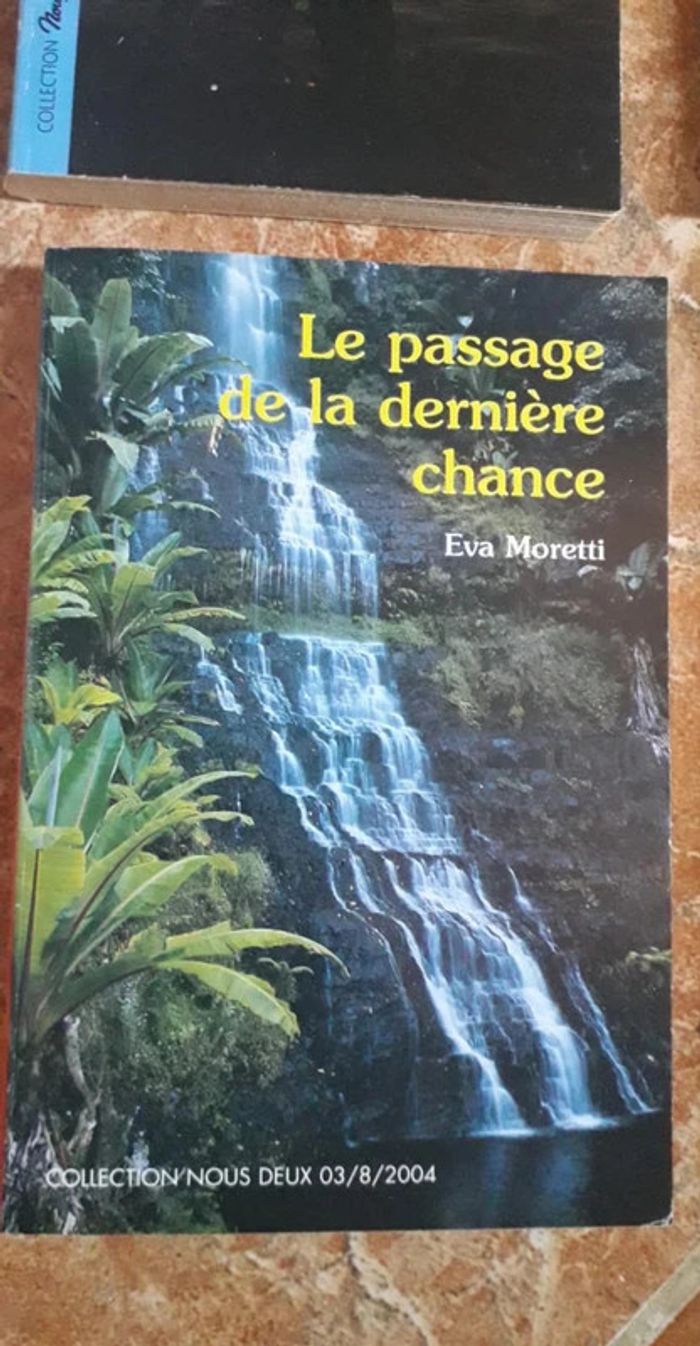 COLLECTION
Le passage
de la dernière
chance
Eva Moretti
COLLECTION NOUS DEUX 03/8/2004